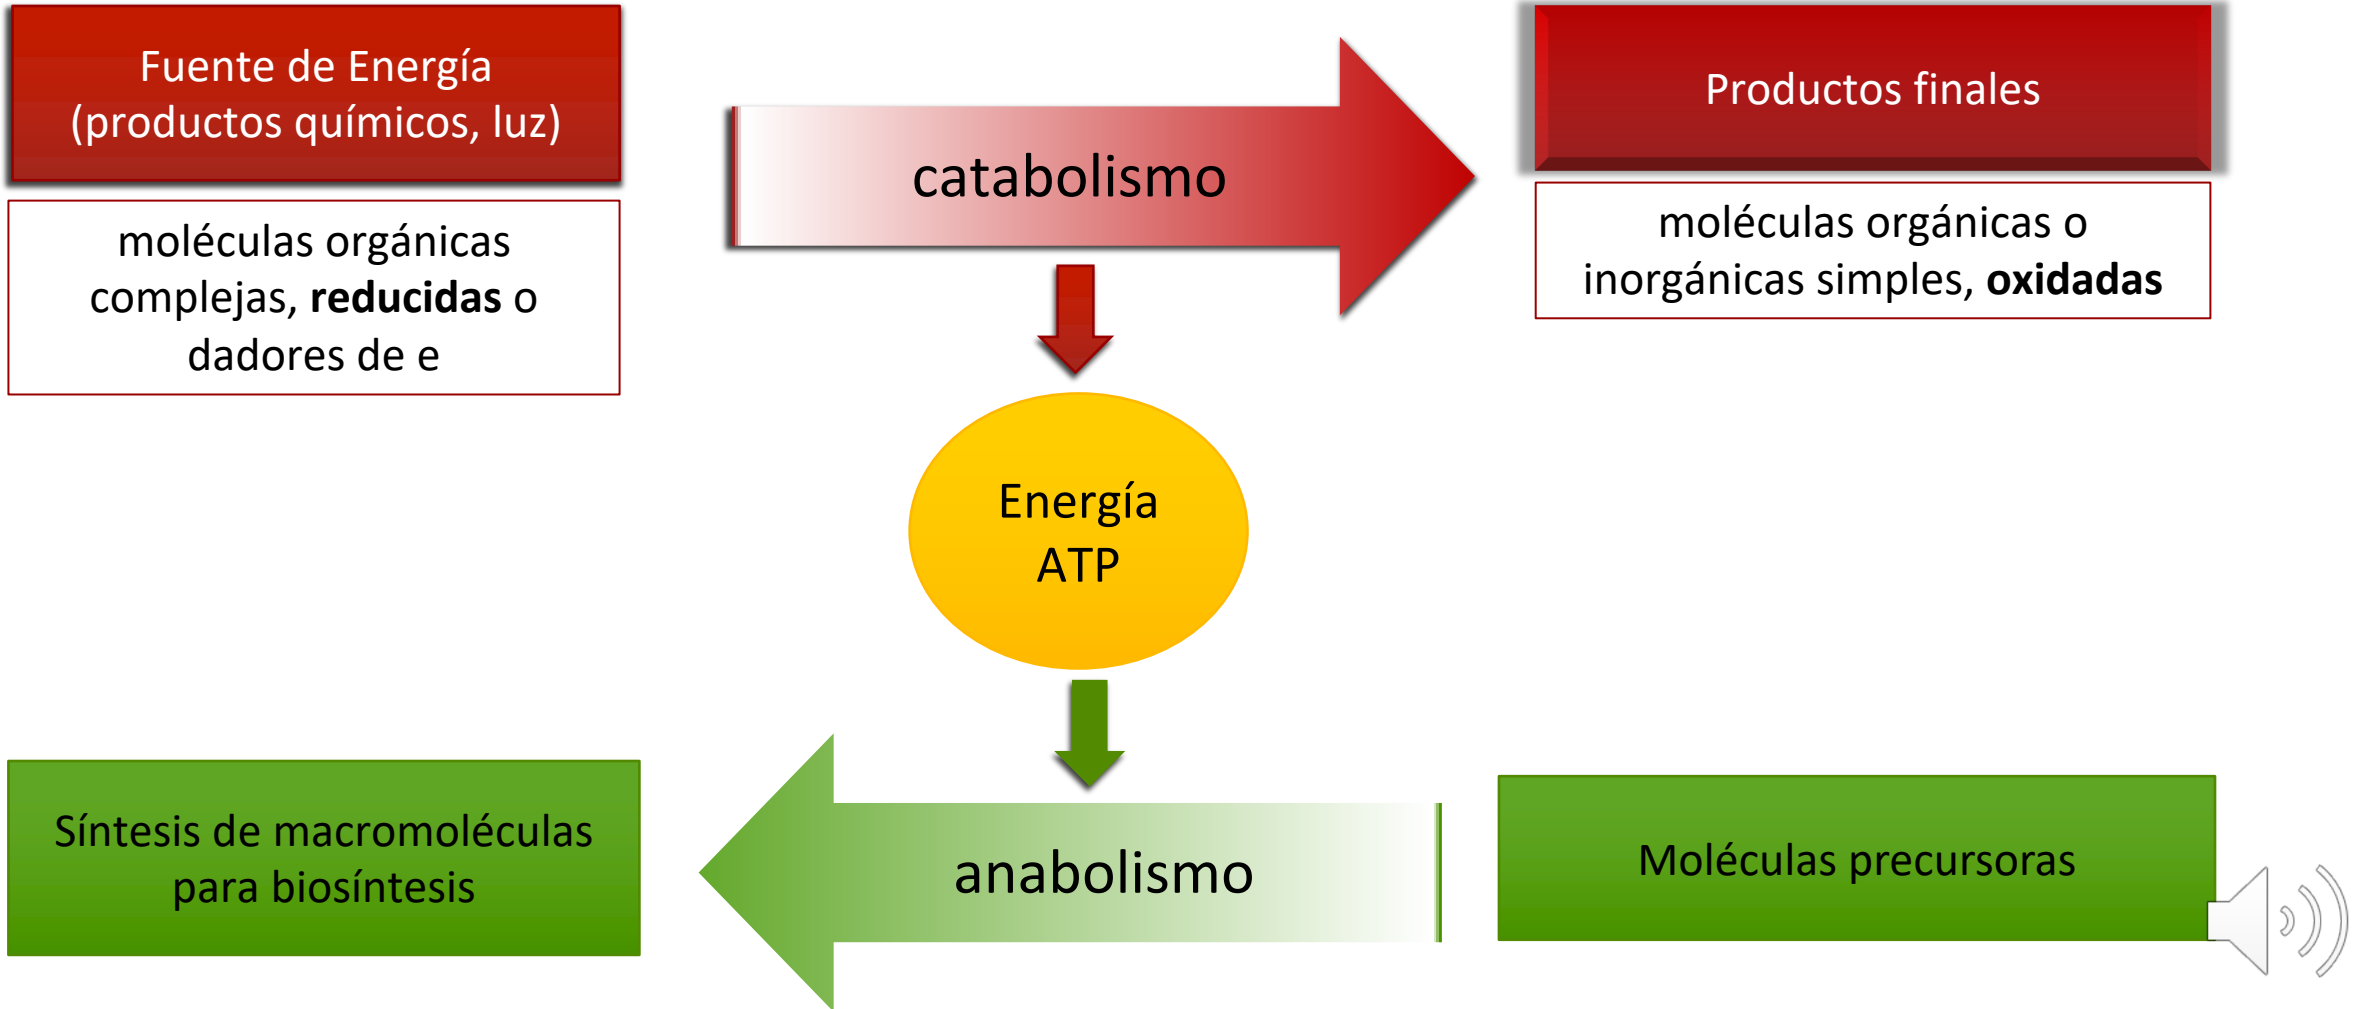 Fuente de Energía
(productos químicos, luz)
moléculas orgánicas
complejas, reducidas o
dadores de e
catabolismo
Productos finales
moléculas orgánicas o
inorgánicas simples, oxidadas
Energía
ATP
Síntesis de macromoléculas
para biosíntesis
anabolismo
Moléculas precursoras